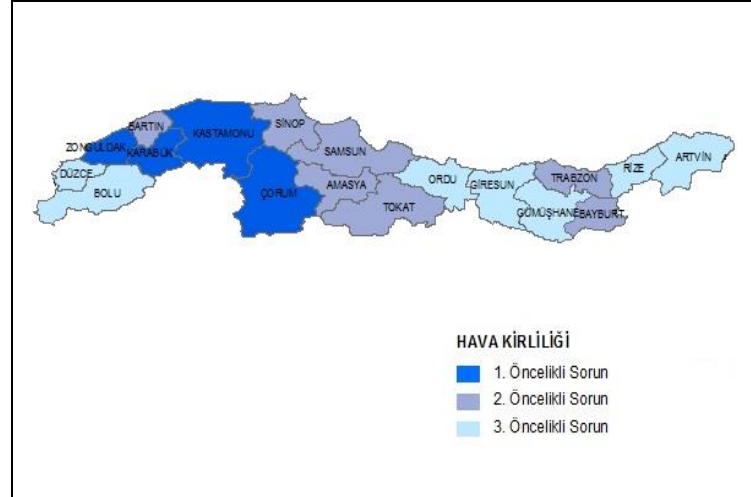 BARTIN
KASTAMONU
SİNOP
ZONGULDAK
KARABÜK
SAMSUN
DÜZCE
BOLU
ÇORUM
AMASYA
TOKAT
ORDU
GİRESUN
TRABZON
RİZE
ARTVİN
GÜMÜŞHANE
BAYBURT
HAVA KİRLİLİĞİ
1. Öncelikli Sorun
2. Öncelikli Sorun
3. Öncelikli Sorun